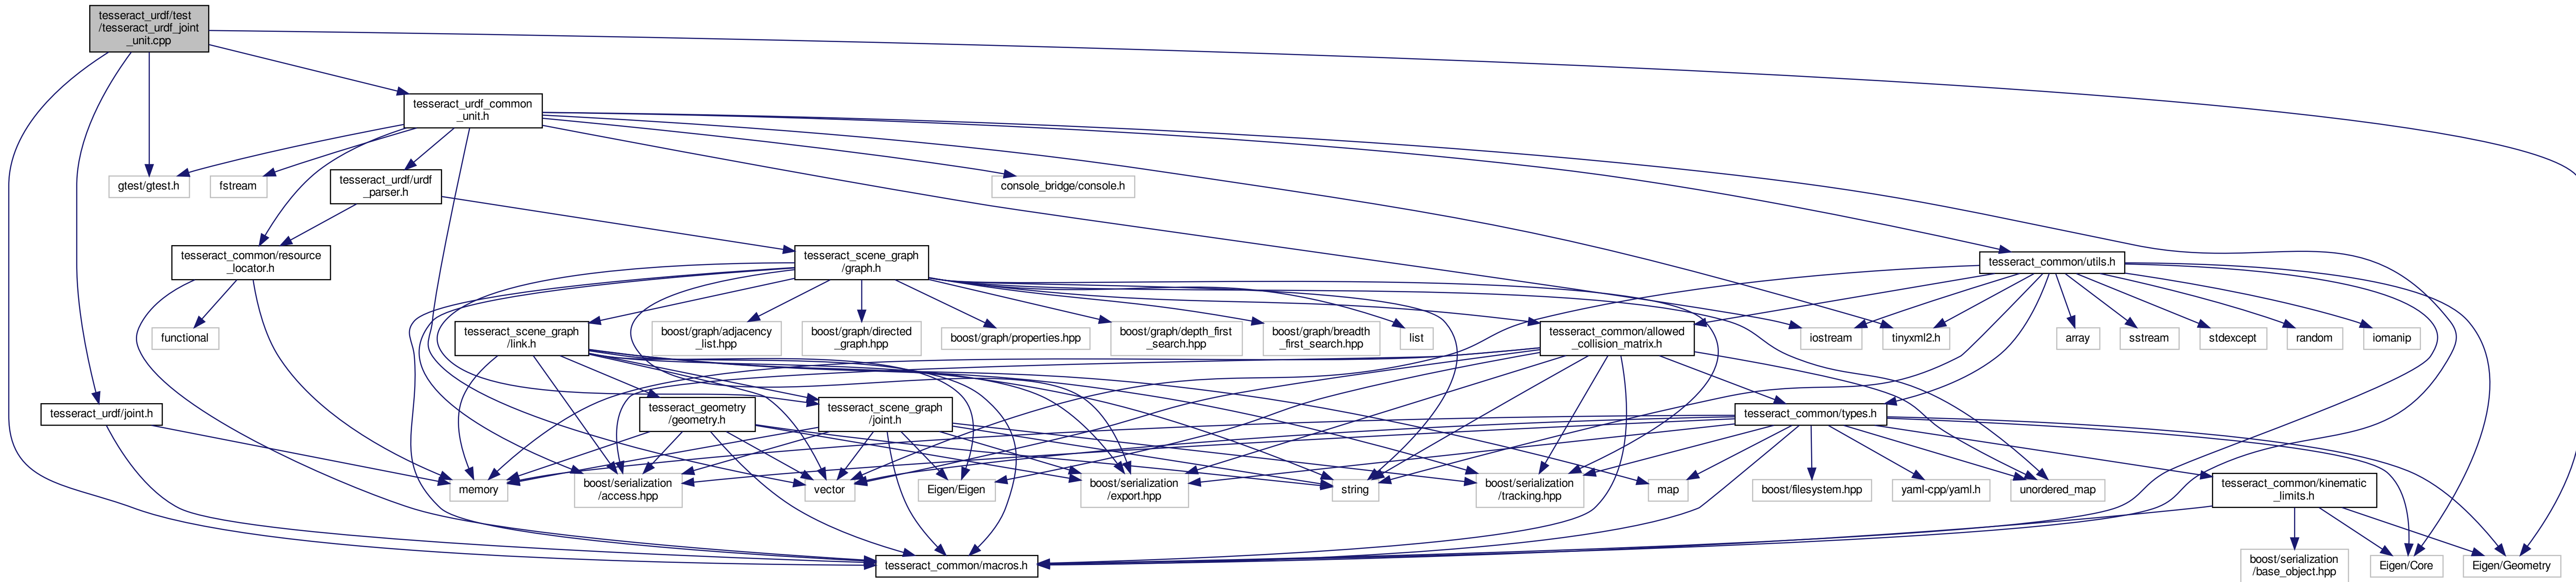 tesseract_urdf/test
/tesseract_urdf_joint
_unit.cpp
tesseract_urdf_common
_unit.h
gtest/gtest.h
fstream
tesseract_urdf/urdf
_parser.h
console_bridge/console.h
tesseract_common/resource
_locator.h
tesseract_scene_graph
/graph.h
tesseract_common/utils.h
functional
tesseract_scene_graph
/link.h
boost/graph/adjacency
_list.hpp
boost/graph/directed
_graph.hpp
boost/graph/properties.hpp
boost/graph/depth_first
_search.hpp
boost/graph/breadth
_first_search.hpp
list
tesseract_common/allowed
_collision_matrix.h
iostream
tinyxml2.h
array
sstream
stdexcept
random
iomanip
tesseract_urdf/joint.h
tesseract_geometry
/geometry.h
tesseract_scene_graph
/joint.h
tesseract_common/types.h
memory
boost/serialization
/access.hpp
vector
Eigen/Eigen
boost/serialization
/export.hpp
string
boost/serialization
/tracking.hpp
map
boost/filesystem.hpp
yaml-cpp/yaml.h
unordered_map
tesseract_common/kinematic
_limits.h
tesseract_common/macros.h
boost/serialization
/base_object.hpp
Eigen/Core
Eigen/Geometry